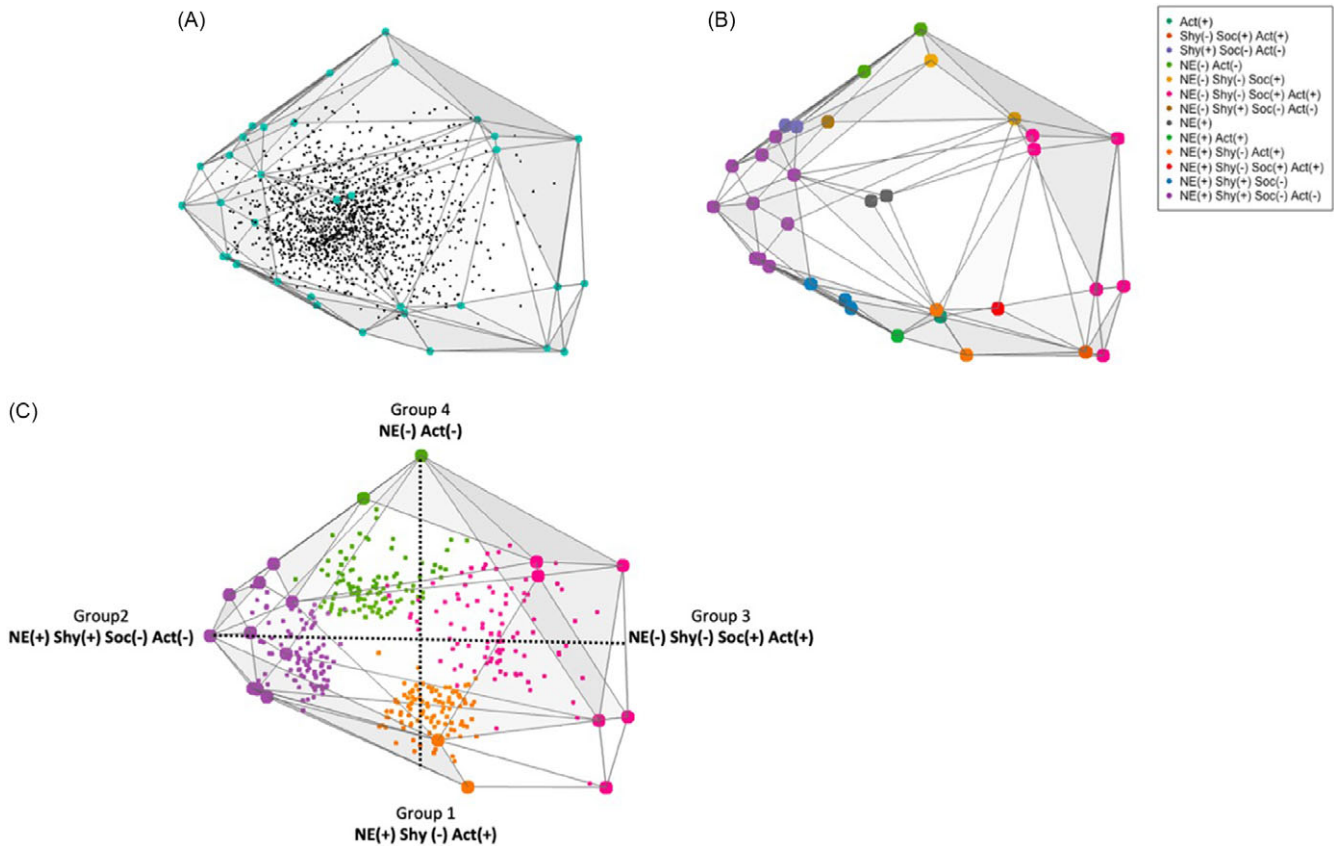 (A)
(B)
Act(+)
Shy(-) Soc(+) Act(+)
Shy(+) Soc(-) Act(-)
NE(-) Act(-)
NE(-) Shy(-) Soc(+)
NE(-) Shy(-) Soc(+) Act(+)
NE(-) Shy(+) Soc(-) Act(-)
NE(+)
NE(+) Act(+)
NE(+) Shy(-) Act(+)
NE(+) Shy(-) Soc(+) Act(+)
NE(+) Shy(+) Soc(-)
NE(+) Shy(+) Soc(-) Act(-)
(C)
Group 4
NE(-) Act(-)
Group2
NE(+) Shy(+) Soc(-) Act(-)
Group 3
NE(-) Shy(-) Soc(+) Act(+)
Group 1
NE(+) Shy (-) Act(+)